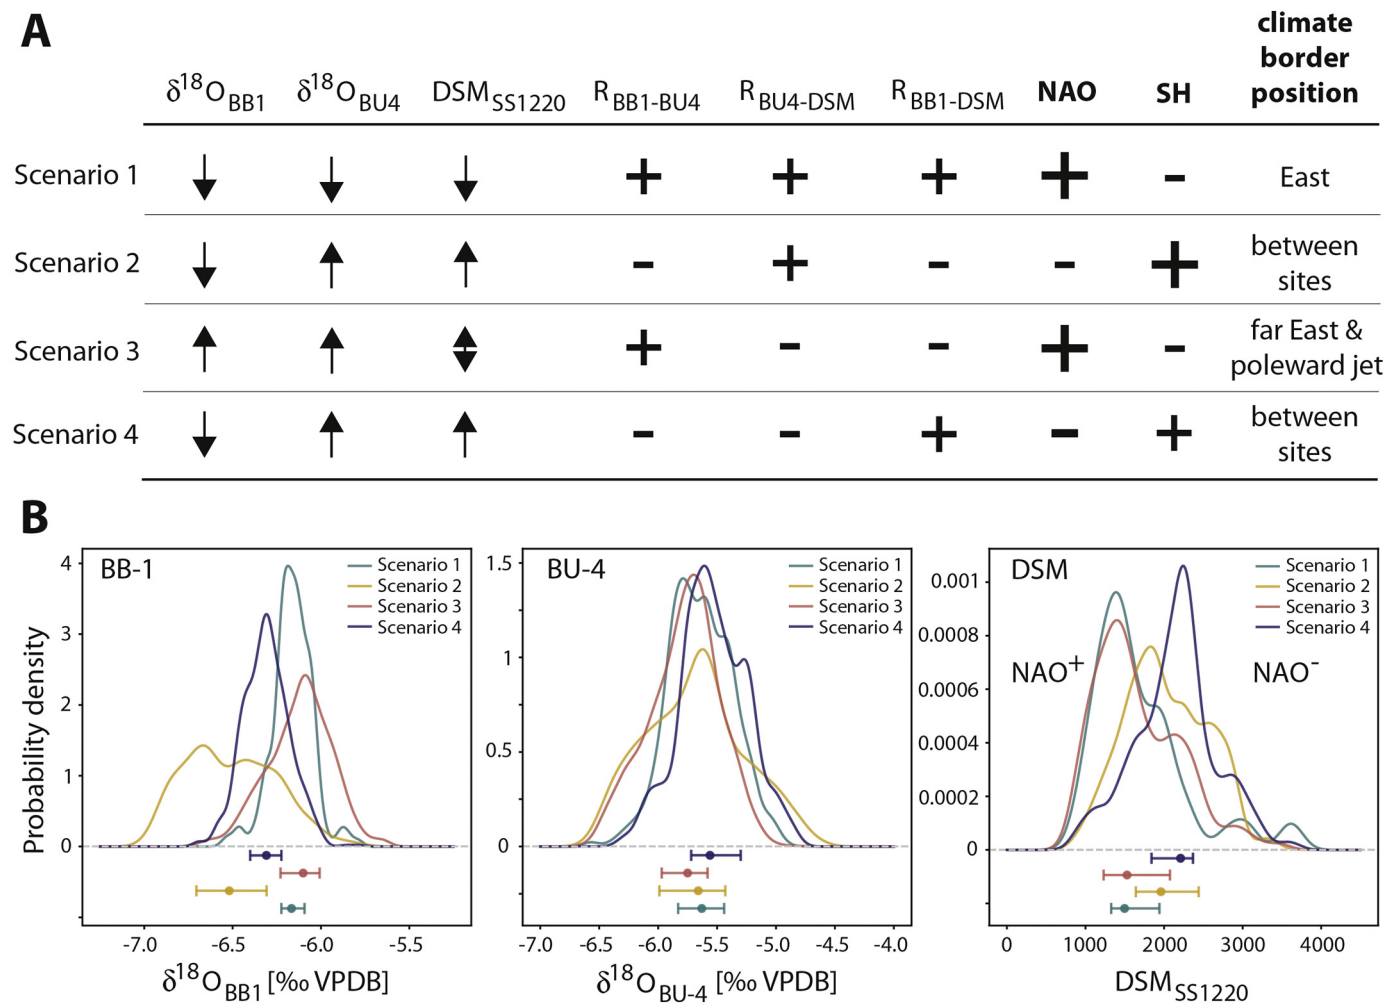 A
climate
border
position
δ18OBB1 δ18OBU4 DSMSS1220 RBB1-BU4 RBU4-DSM RBB1-DSM NAO SH
Scenario 1 + + + + - East
Scenario 2 - + - - + between
sites
Scenario 3 + - - + - far East &
poleward jet
Scenario 4 - - + - + between
sites
B
BB-1
Scenario 1
Scenario 2
Scenario 3
Scenario 4
Probability density
4
3
2
1
0
-7.0 -6.5 -6.0 -5.5
δ18OBB1 [‰ VPDB]
BU-4
Scenario 1
Scenario 2
Scenario 3
Scenario 4
1.5
1
0.5
0
-7.0 -6.5 -6.0 -5.5 -5.0 -4.5 -4.0
δ18OBU-4 [‰ VPDB]
DSM
Scenario 1
Scenario 2
Scenario 3
Scenario 4
NAO+ NAO-
0.001
0.0008
0.0006
0.0004
0.0002
0
0 1000 2000 3000 4000
DSMSS1220